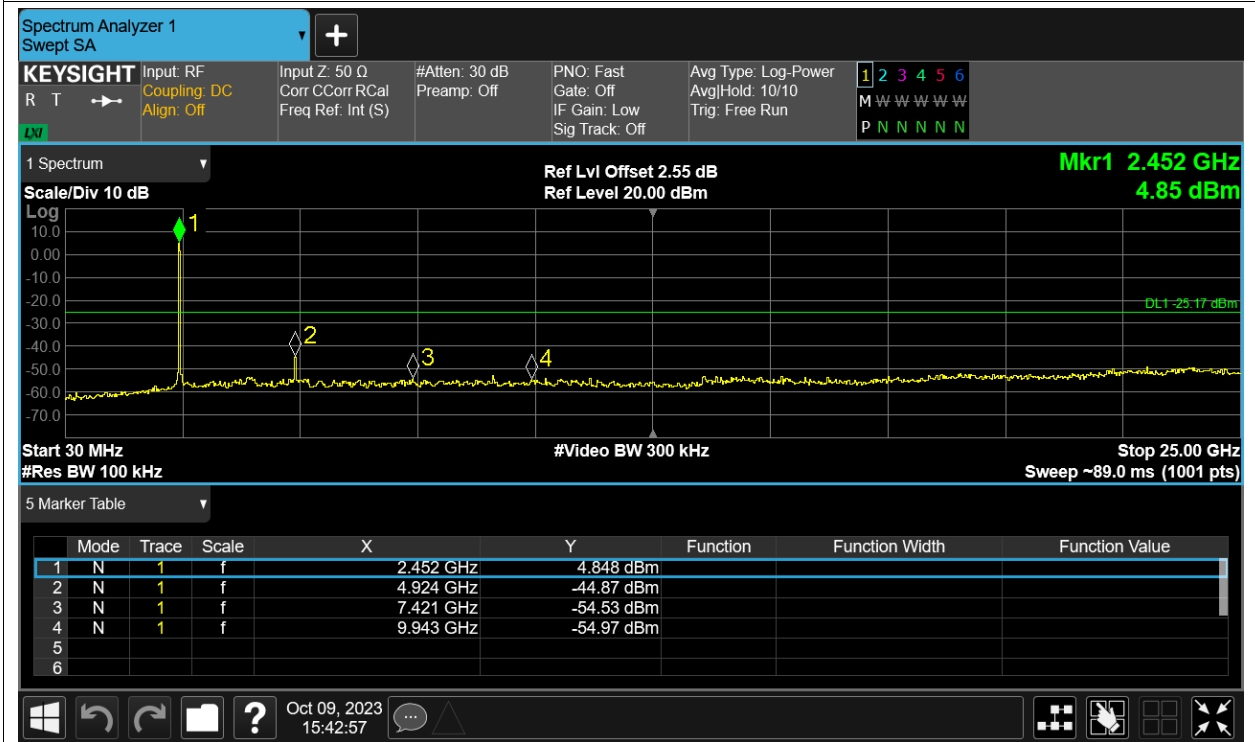 Spectrum Analyzer 1
Swept SA
+
KEYSIGHT Input: RF Input Z: 50 Ω #Atten: 30 dB PNO: Fast Avg Type: Log-Power 1 2 3 4 5 6
R T Coupling: DC Corr CCorr RCal Preamp: Off Gate: Off Avg|Hold: 10/10 M W W W W W
Align: Off Freq Ref: Int (S) IF Gain: Low Trig: Free Run
LXI Sig Track: Off P N N N N N
1 Spectrum
Ref Lvl Offset 2.55 dB Mkr1 2.452 GHz
Scale/Div 10 dB Ref Level 20.00 dBm 4.85 dBm
Log
1
10.0
0.00
-10.0
-20.0
DL1 -25.17 dBm
-30.0
2
-40.0
3 4
-50.0
-60.0
-70.0
Start 30 MHz #Video BW 300 kHz Stop 25.00 GHz
#Res BW 100 kHz Sweep ~89.0 ms (1001 pts)
5 Marker Table
Mode Trace Scale X Y Function Function Width Function Value
1 N 1 f 2.452 GHz 4.848 dBm
2 N 1 f 4.924 GHz -44.87 dBm
3 N 1 f 7.421 GHz -54.53 dBm
4 N 1 f 9.943 GHz -54.97 dBm
5
6
? Oct 09, 2023
15:42:57